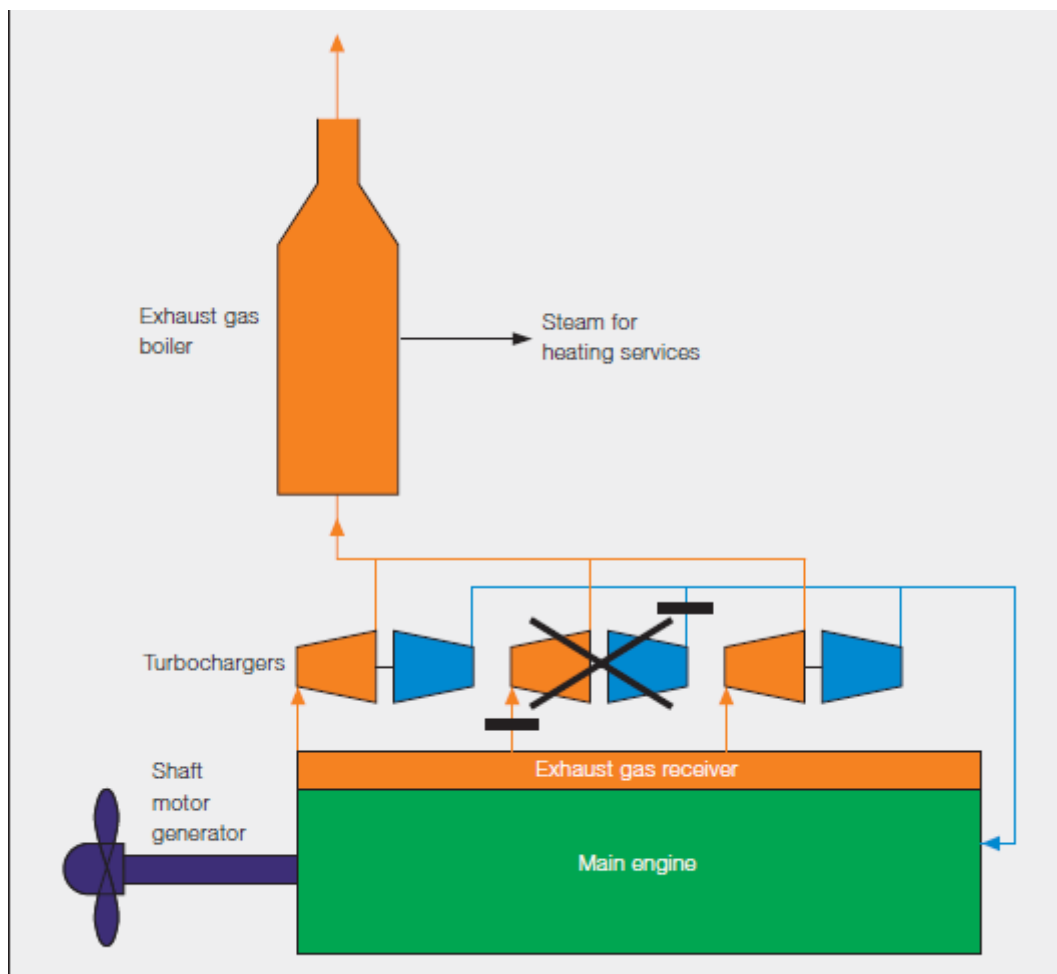 Exhaust gas
boiler
Steam for
heating services
Turbochargers
Exhaust gas receiver
Shaft
motor
generator
Main engine